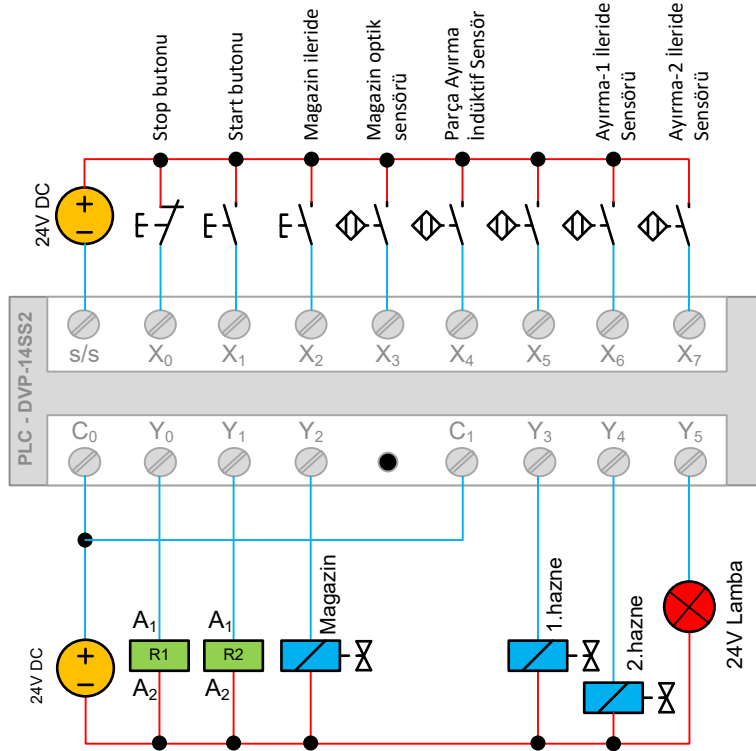 Stop butonu
Start butonu
Magazin ileride
Magazin optik
sensörü
Parça Ayırma
İndüktif Sensör
Ayırma-1 İleride
Sensörü
Ayırma-2 İleride
Sensörü
24V DC
+
−
PLC - DVP-14SS2
s/s X0 X1 X2 X3 X4 X5 X6 X7
C0 Y0 Y1 Y2 C1 Y3 Y4 Y5
24V DC
+
−
A1
R1
A2
A1
R2
A2
Magazin
1.hazne
2.hazne
24V Lamba